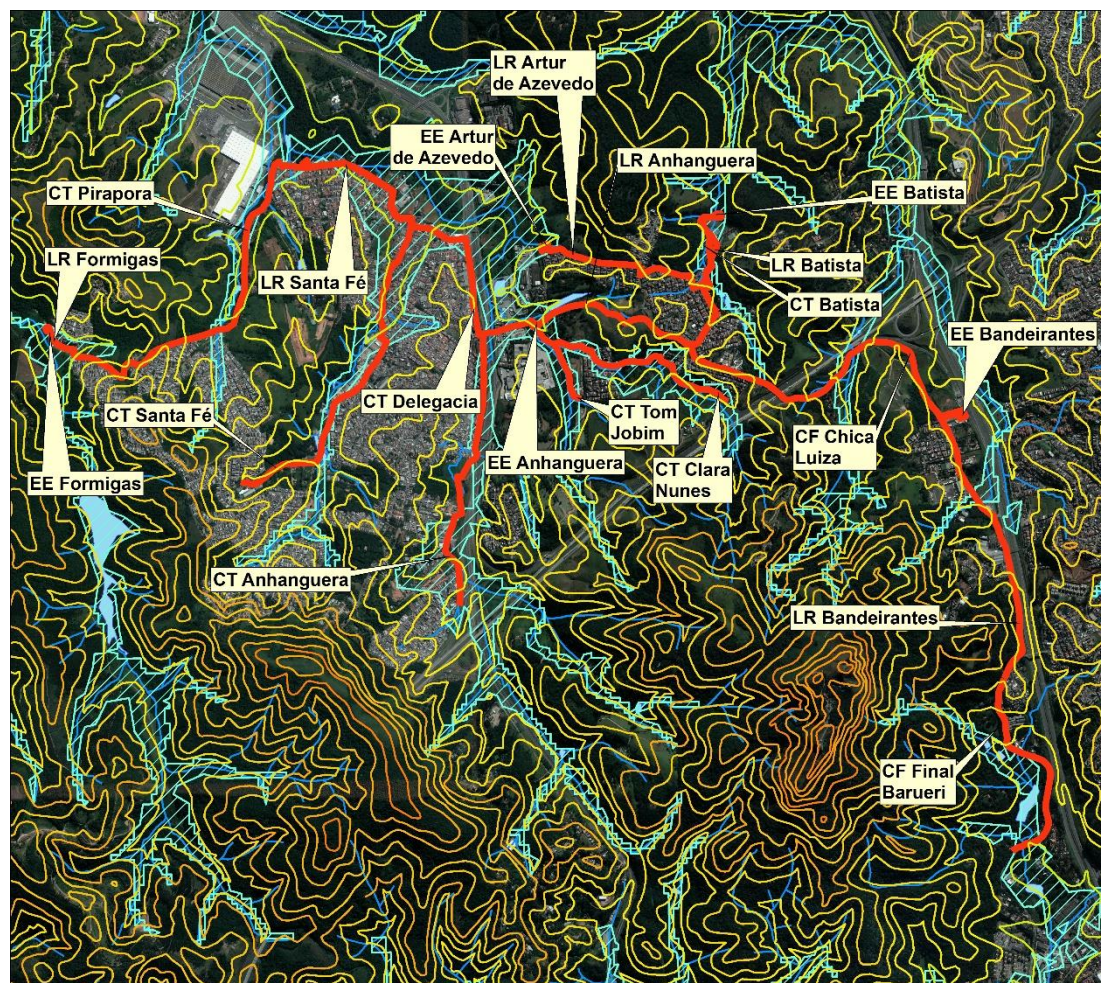 LR Artur
de Azevedo
EE Artur
de Azevedo
LR Anhanguera
CT Pirapora
EE Batista
LR Formigas
LR Batista
LR Santa Fé
CT Batista
EE Bandeirantes
CT Delegacia
CT Santa Fé
CT Tom
Jobim
CF Chica
Luiza
EE Anhanguera
CT Clara
Nunes
EE Formigas
CT Anhanguera
LR Bandeirantes
CF Final
Barueri